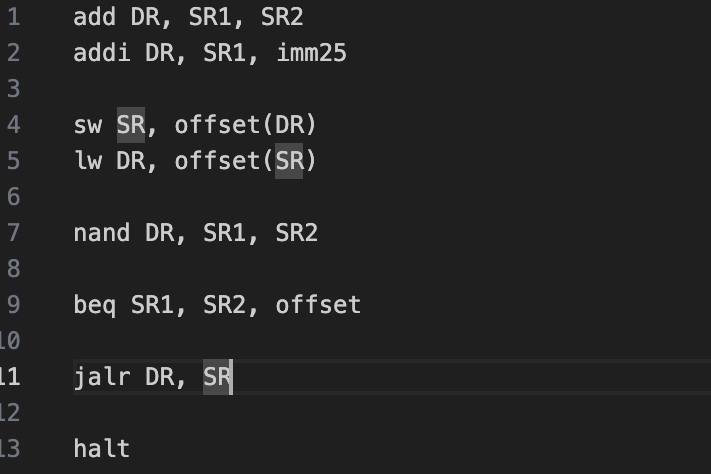 1 add DR, SR1, SR2
2 addi DR, SR1, imm25
3
4 sw SR, offset(DR)
5 lw DR, offset(SR)
6
7 nand DR, SR1, SR2
8
9 beq SR1, SR2, offset
10
11 jalr DR, SR
12
13 halt